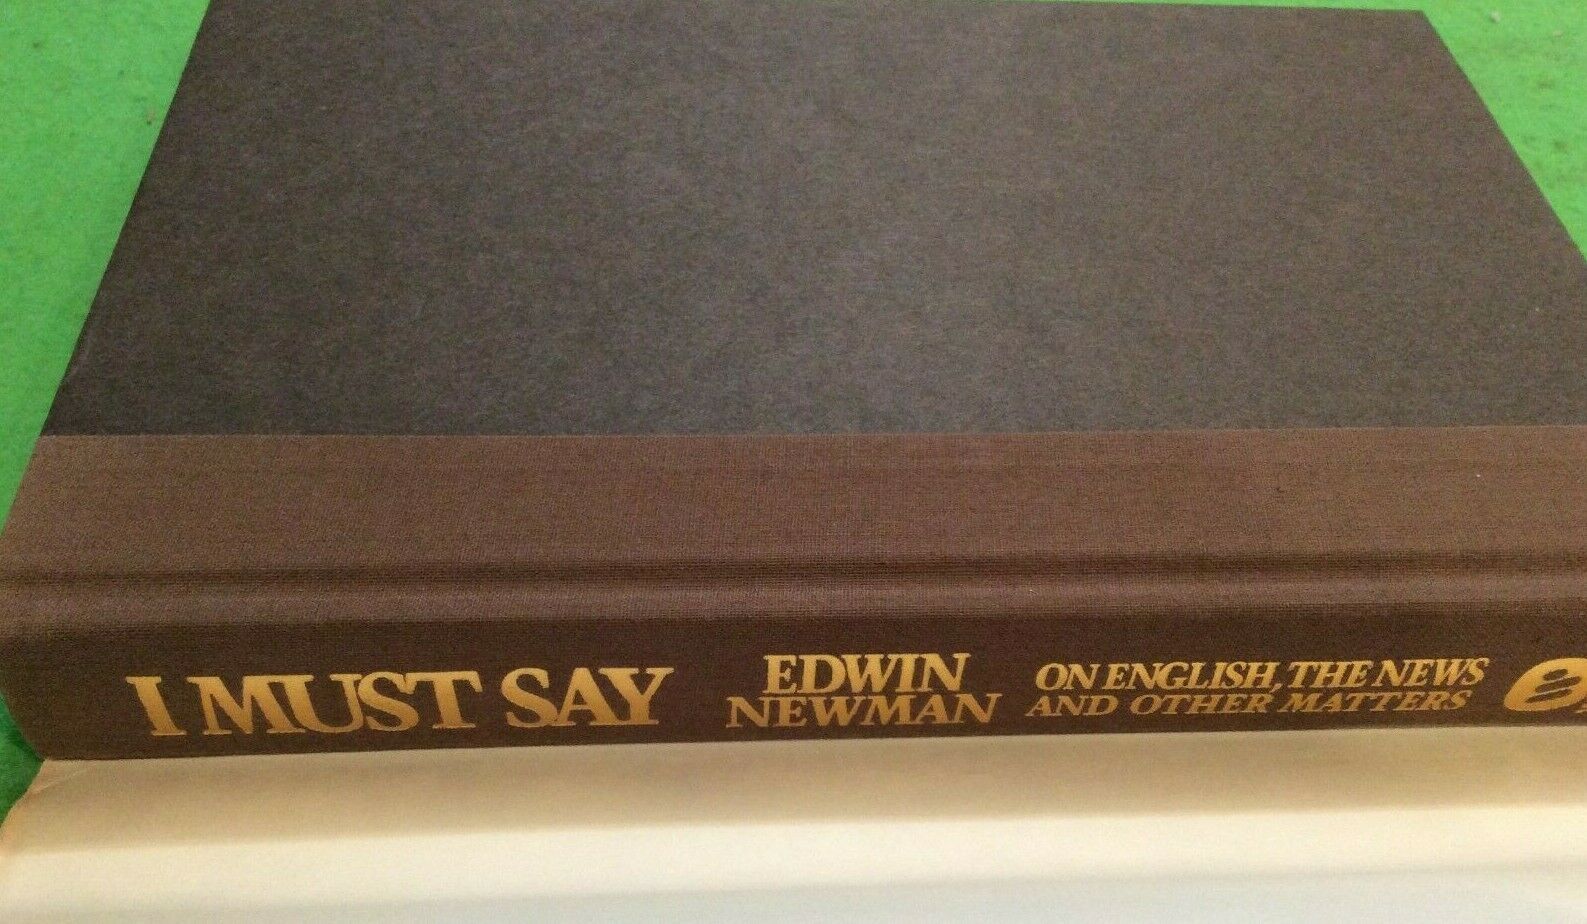 I MUST SAY
EDWIN
NEWMAN
ON ENGLISH, THE NEWS
AND OTHER MATTERS